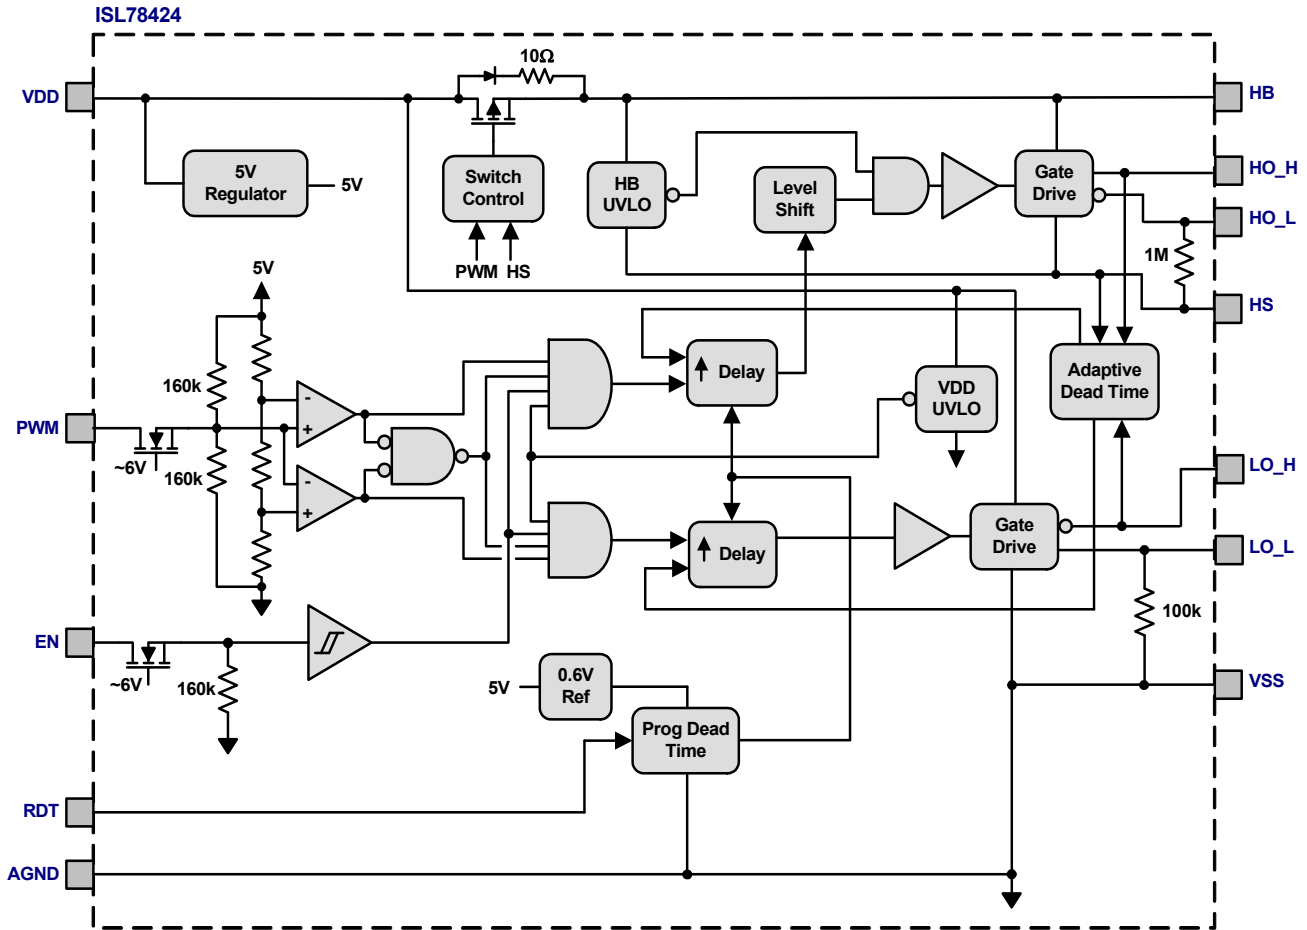 ISL78424
10Ω
VDD
HB
5V
Regulator
5V
Switch
Control
HB
UVLO
Level
Shift
Gate
Drive
HO_H
HO_L
PWM HS
1M
5V
HS
160k
Delay
VDD
UVLO
Adaptive
Dead Time
-
+
PWM
~6V
160k
-
+
LO_H
Gate
Drive
Delay
LO_L
100k
EN
~6V
160k
5V
0.6V
Ref
VSS
Prog Dead
Time
RDT
AGND